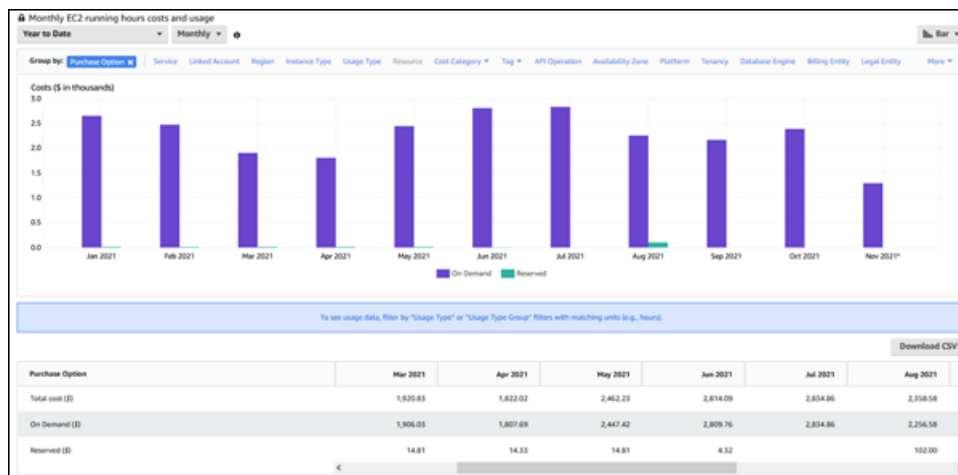 Monthly EC2 running hours costs and usage
Year to Date Monthly Bar
Group by: Purchase Option Service Linked Account Region Instance Type Usage Type Resource Cost Category Tag API Operation Availability Zone Platform Tenancy Database Engine Billing Entity Legal Entity More
Costs ($ in thousands)
3.0
2.5
2.0
1.5
1.0
0.5
0.0
Jan 2021 Feb 2021 Mar 2021 Apr 2021 May 2021 Jun 2021 Jul 2021 Aug 2021 Sep 2021 Oct 2021 Nov 2021*
On Demand Reserved
To see usage data, filter by "Usage Type" or "Usage Type Group" filters with matching units (e.g., hours).
Download CSV
Purchase Option Mar 2021 Apr 2021 May 2021 Jun 2021 Jul 2021 Aug 2021
Total cost ($) 1,920.83 1,822.02 2,462.23 2,814.09 2,834.86 2,358.58
On Demand ($) 1,906.03 1,807.69 2,447.42 2,809.76 2,834.86 2,256.58
Reserved ($) 14.81 14.33 14.81 4.32 102.00